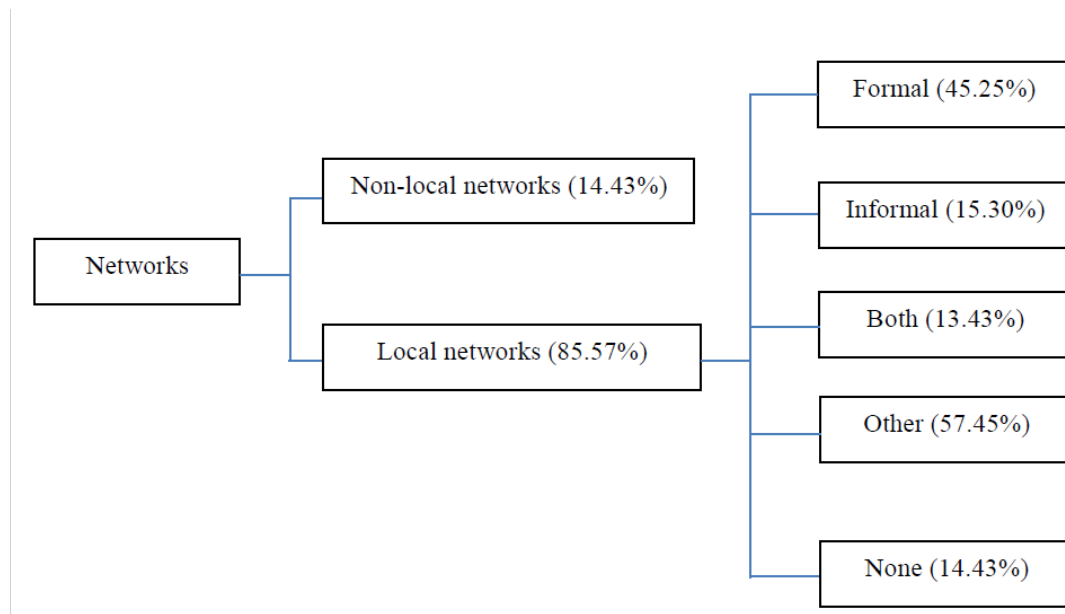 Formal (45.25%)
Non-local networks (14.43%)
Informal (15.30%)
Networks
Both (13.43%)
Local networks (85.57%)
Other (57.45%)
None (14.43%)